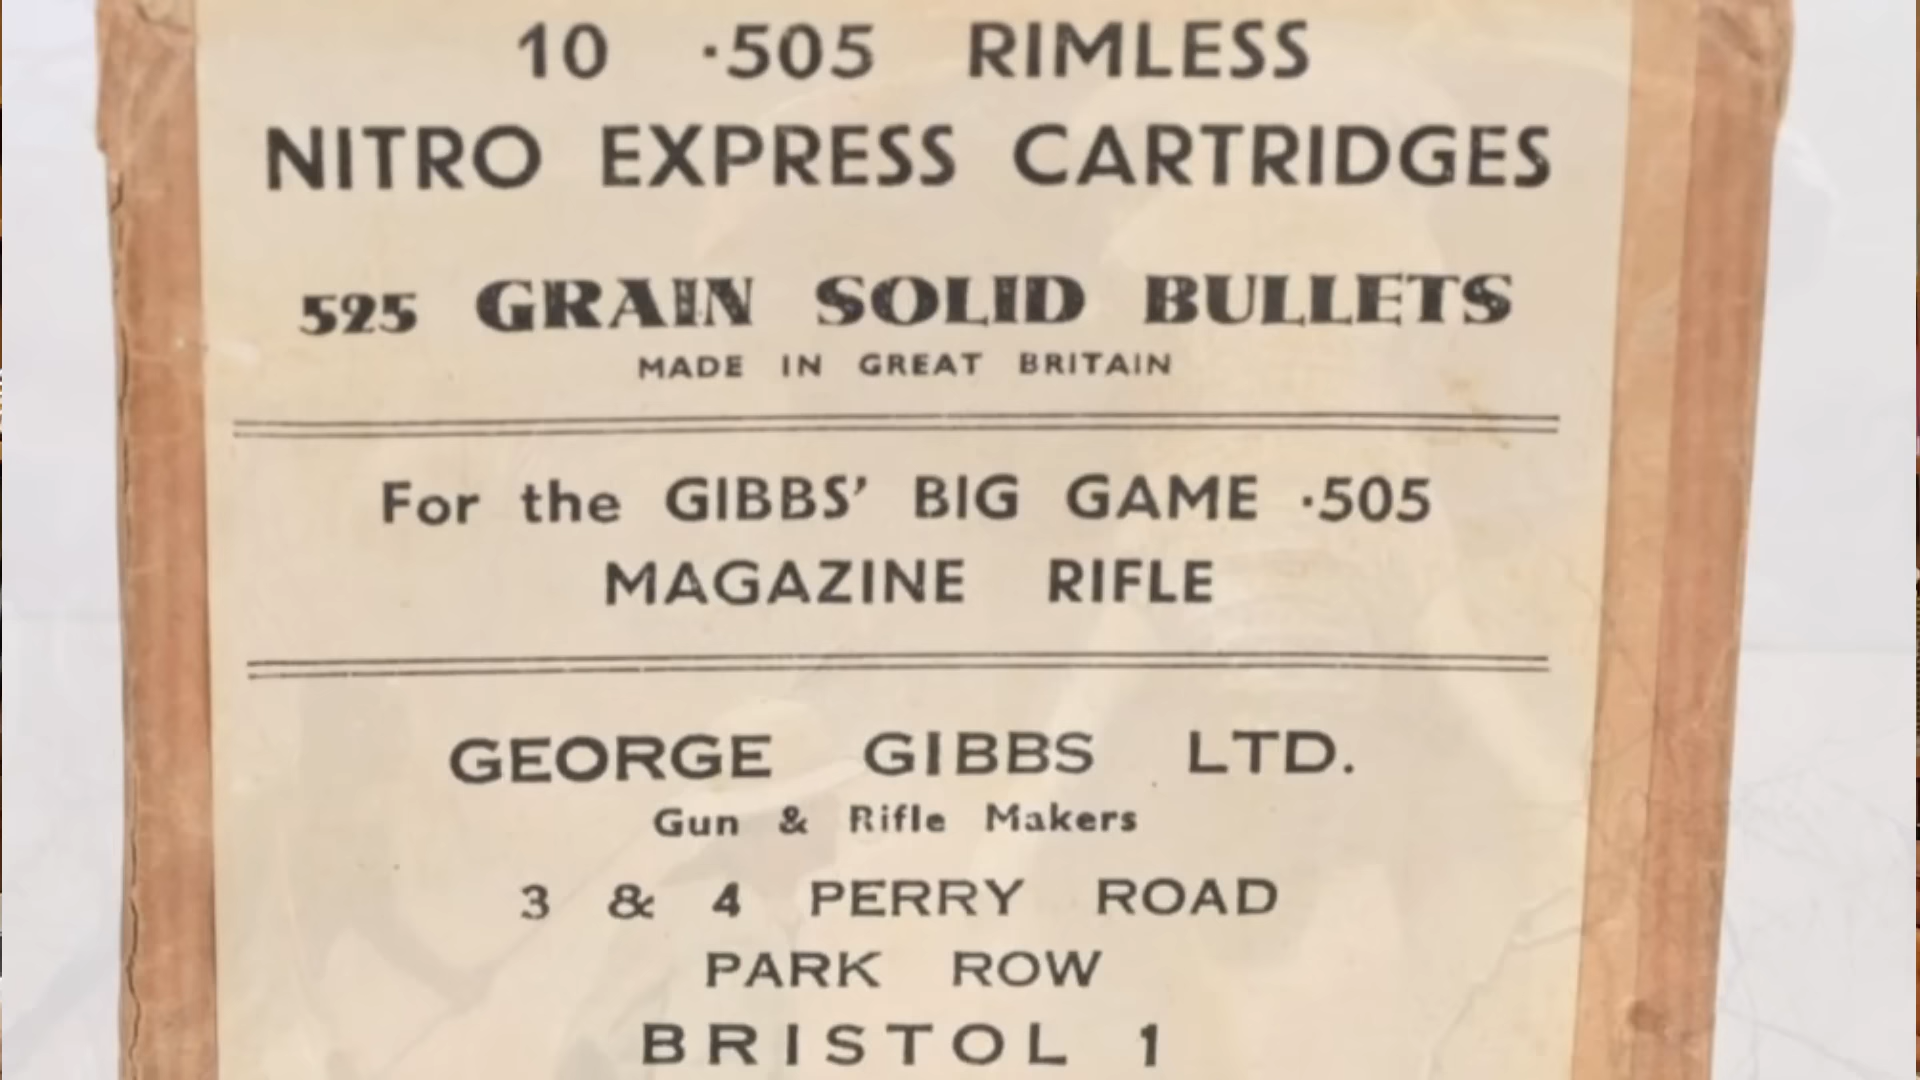 10 ·505 RIMLESS
NITRO EXPRESS CARTRIDGES
525 GRAIN SOLID BULLETS
MADE IN GREAT BRITAIN
For the GIBBS’ BIG GAME ·505
MAGAZINE RIFLE
GEORGE GIBBS LTD.
Gun & Rifle Makers
3 & 4 PERRY ROAD
PARK ROW
BRISTOL 1